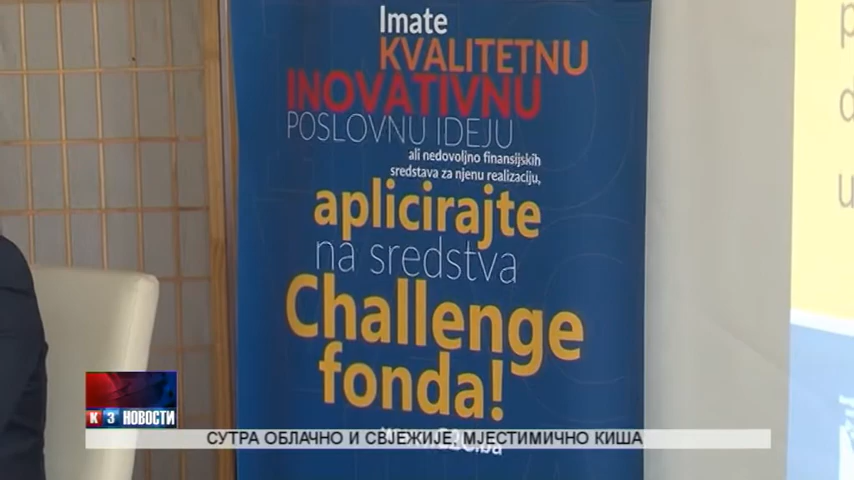 Imate
KVALITETNU
INOVATIVNU
POSLOVNU IDEJU
ali nedovoljno finansijskih
sredstava za njenu realizaciju,
aplicirajte
na sredstva
Challenge
fonda!
К3 НОВОСТИ
СУТРА ОБЛАЧНО И СВЈЕЖИЈЕ, МЈЕСТИМИЧНО КИША